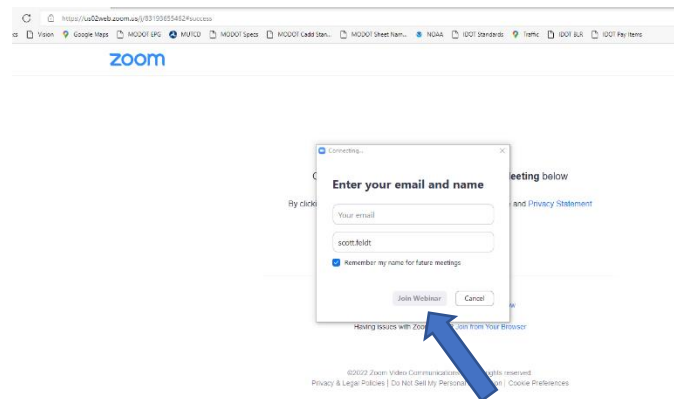 https://us02web.zoom.us/j/83193655482#success
Vision Google Maps MODOT EPG MUTCD MODOT Specs MODOT Cadd Stan... MODOT Sheet Nam... NOAA IDOT Standards Traffic IDOT BLR IDOT Pay Items
zoom
Connecting...
eeting below
Enter your email and name
By click
and Privacy Statement
Your email
scott.feldt
Remember my name for future meetings
Join Webinar Cancel
Having issues with Zoo Join from Your Browser
©2022 Zoom Video Communications ights reserved.
Privacy & Legal Policies | Do Not Sell My Personal on | Cookie Preferences